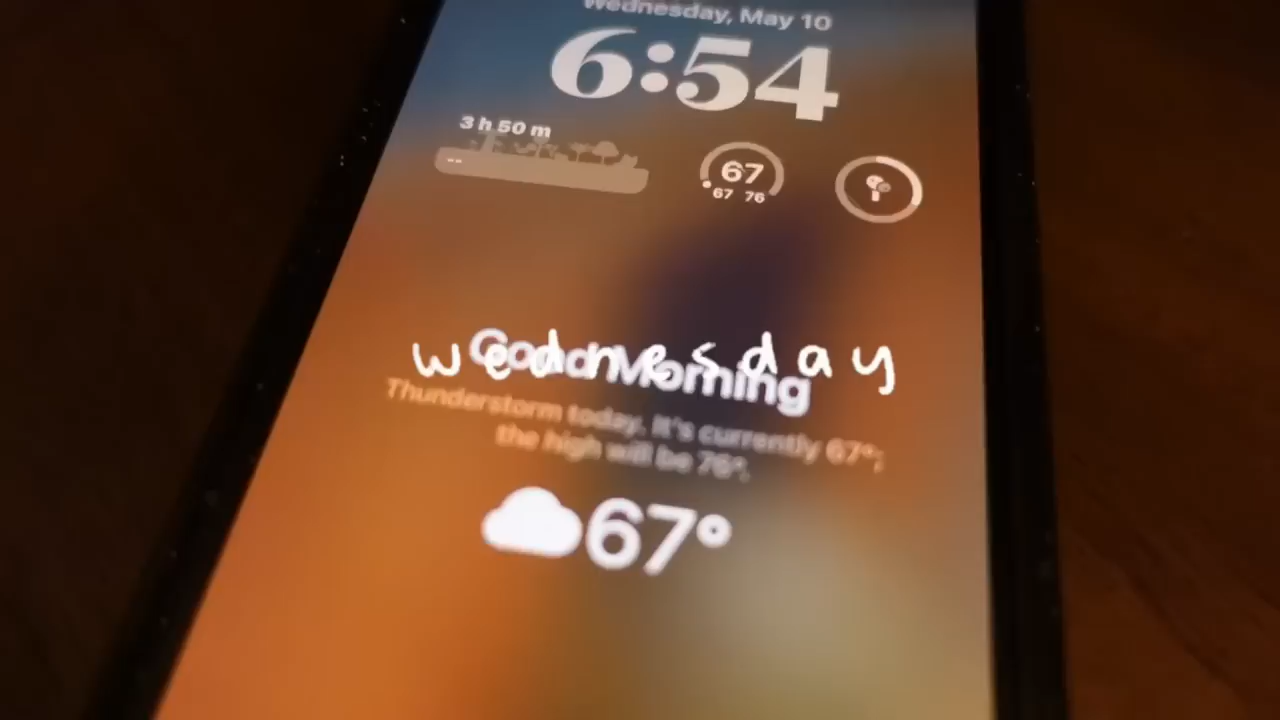 Wednesday, May 10
6:54
3 h 50 m
--
67
67 76
wednesday
Good Morning
Thunderstorm today. It's currently 67°;
the high will be 76°.
67°